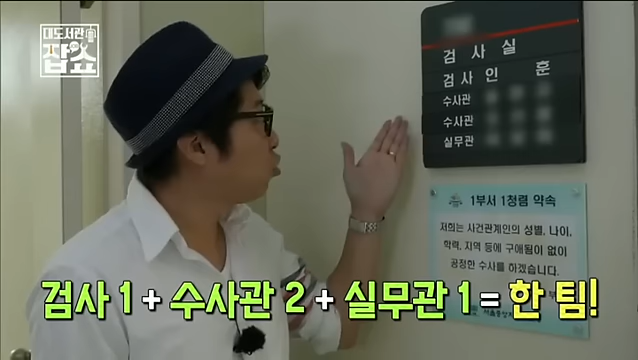 대도서관
잡쇼
검사실
검사 인 훈
수사관
수사관
실무관
1부서 1청렴 약속
저희는 사건관계인의 성별, 나이,
학력, 지역 등에 구애됨이 없이
공정한 수사를 하겠습니다.
검사 1 + 수사관 2 + 실무관 1 = 한 팀!